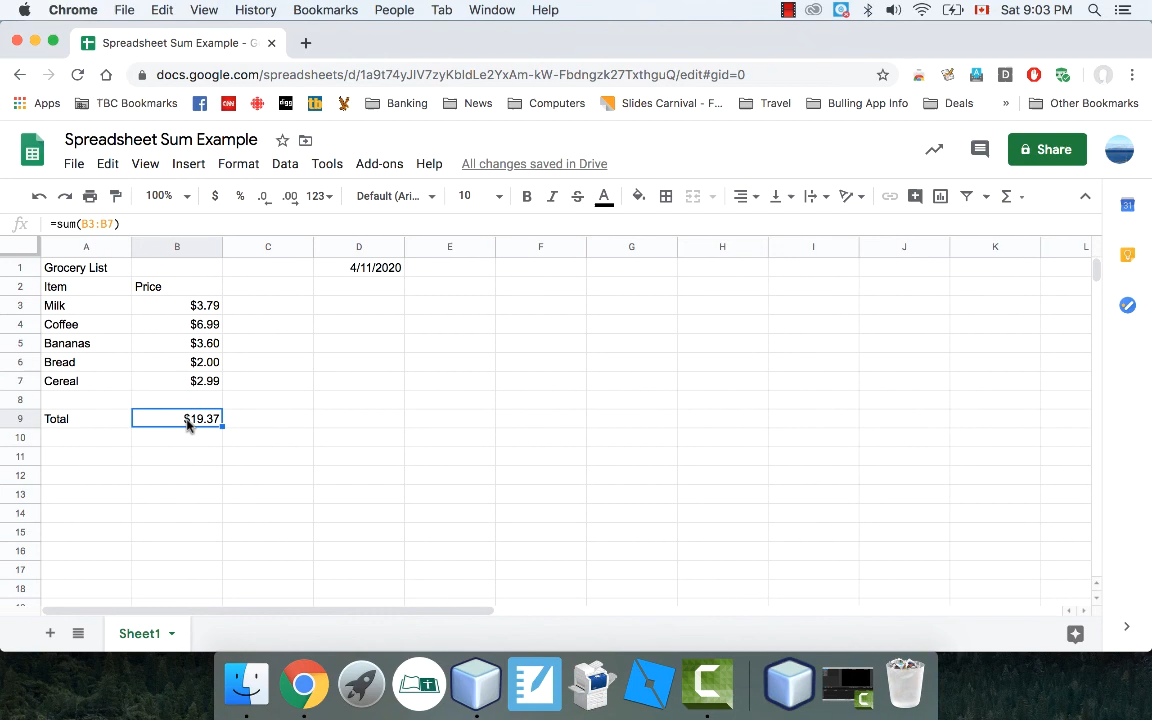 Chrome File Edit View History Bookmarks People Tab Window Help Sat 9:03 PM
Spreadsheet Sum Example - G
docs.google.com/spreadsheets/d/1a9t74yJIV7zyKbIdLe2YxAm-kW-Fbdngzk27TxthguQ/edit#gid=0
Apps TBC Bookmarks CNN digg tb Banking News Computers Slides Carnival - F... Travel Bulling App Info Deals » Other Bookmarks
Spreadsheet Sum Example
Share
File Edit View Insert Format Data Tools Add-ons Help All changes saved in Drive
100% $ % .0 .00 123 Default (Ari... 10 B I S A Σ
fx =sum(B3:B7)
A B C D E F G H I J K L
1 Grocery List 4/11/2020
2 Item Price
3 Milk $3.79
4 Coffee $6.99
5 Bananas $3.60
6 Bread $2.00
7 Cereal $2.99
8
9 Total $19.37
10
11
12
13
14
15
16
17
18
+ Sheet1